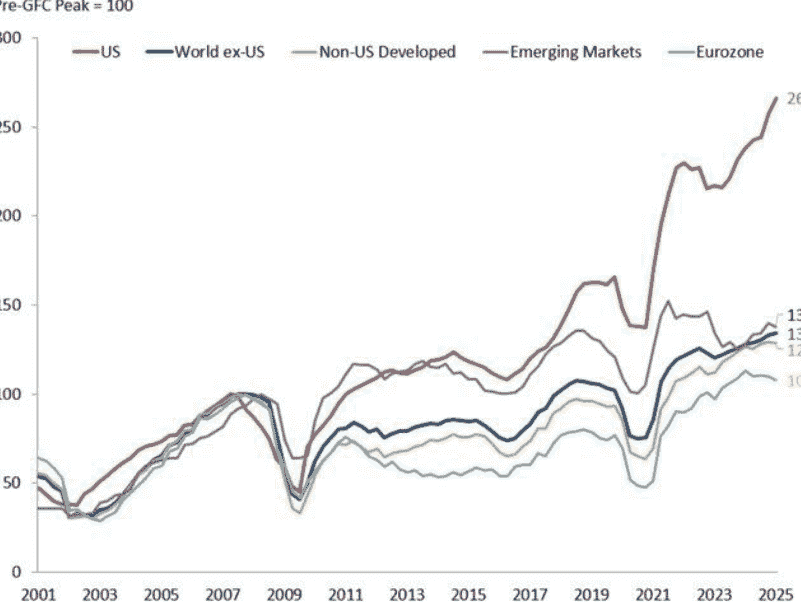 Pre-GFC Peak = 100
300
US World ex-US Non-US Developed Emerging Markets Eurozone
250
200
150
100
50
0
2001 2003 2005 2007 2009 2011 2013 2015 2017 2019 2021 2023 2025